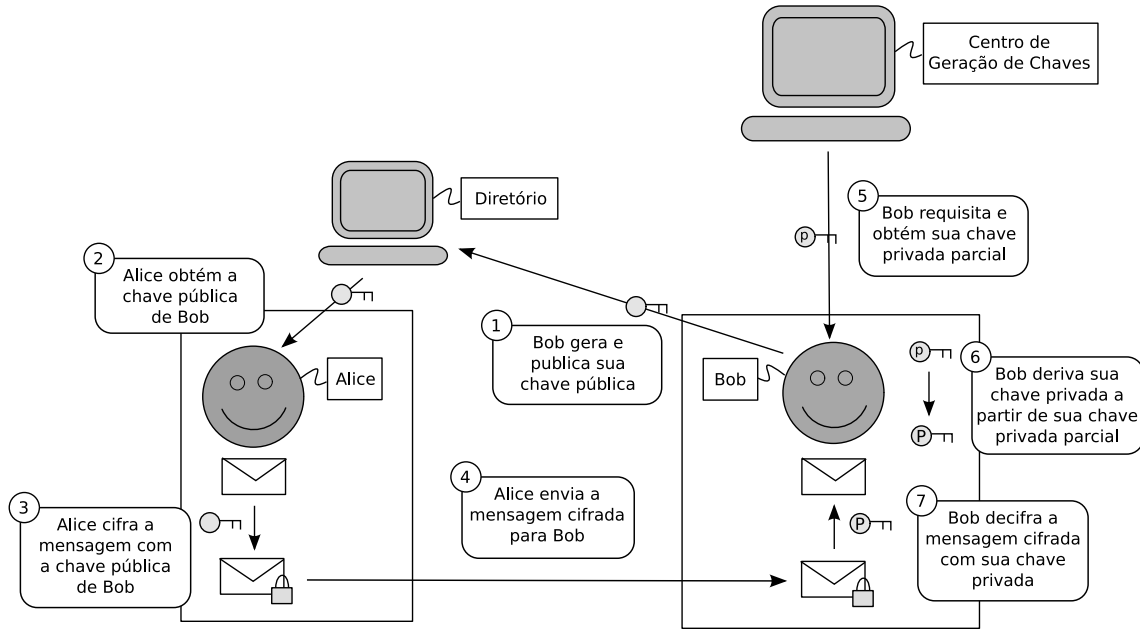 Centro de
Geração de Chaves
Diretório
5
Bob requisita e
obtém sua chave
privada parcial
p
2
Alice obtém a
chave pública
de Bob
1
Bob gera e
publica sua
chave pública
Alice
Bob
p
P
6
Bob deriva sua
chave privada a
partir de sua chave
privada parcial
3
Alice cifra a
mensagem com
a chave pública
de Bob
4
Alice envia a
mensagem cifrada
para Bob
P
7
Bob decifra a
mensagem cifrada
com sua chave
privada